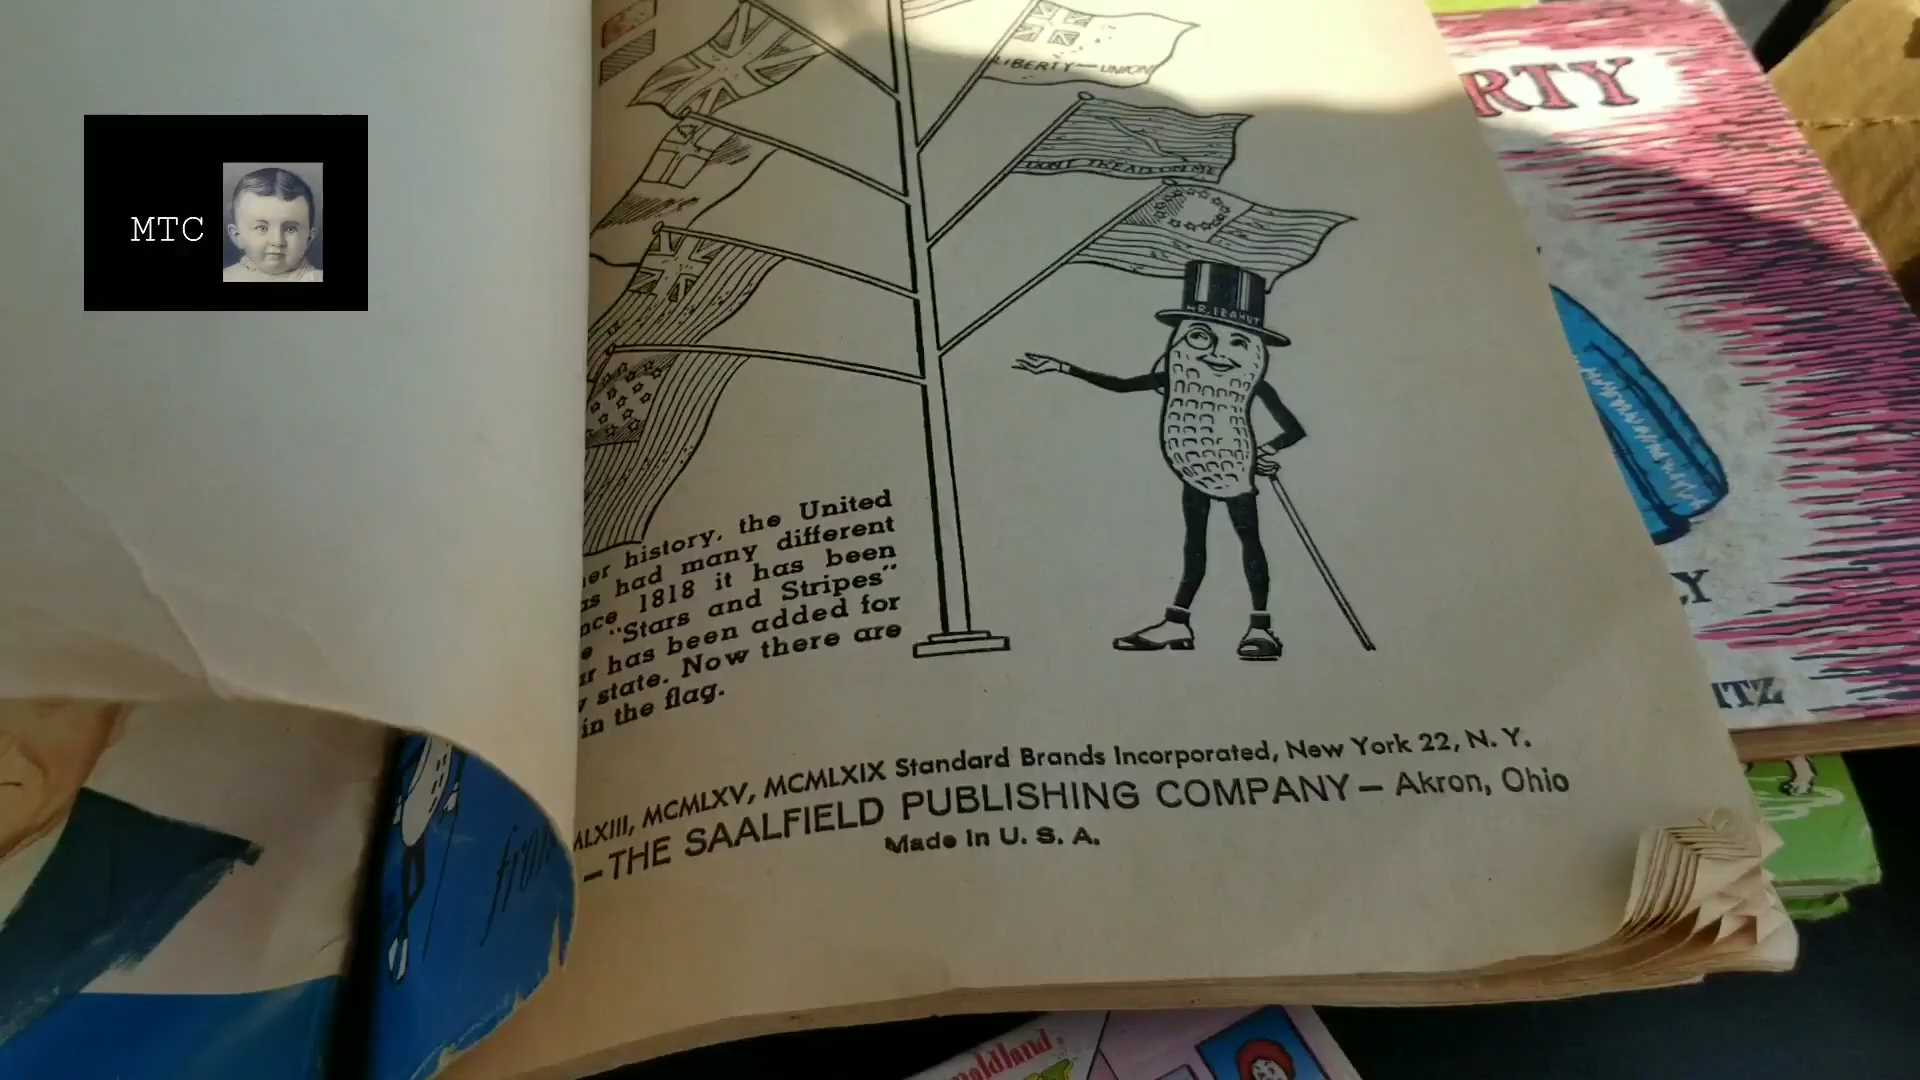 LIBERTY—UNION
DON'T TREAD ON ME
RTY
MTC
MR. PEANUT
history, the United
had many different
1818 it has been
"Stars and Stripes"
has been added for
state. Now there are
in the flag.
MCMLXV, MCMLXIX Standard Brands Incorporated, New York 22, N. Y.
—THE SAALFIELD PUBLISHING COMPANY— Akron, Ohio
Made in U. S. A.